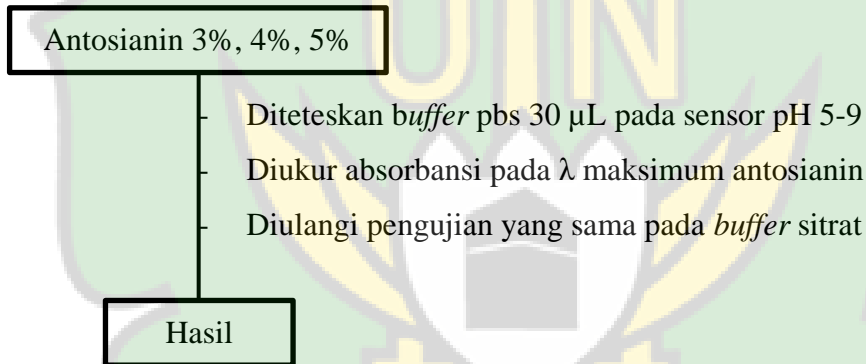 UIN
Antosianin 3%, 4%, 5%
- Diteteskan buffer pbs 30 µL pada sensor pH 5-9
- Diukur absorbansi pada λ maksimum antosianin
- Diulangi pengujian yang sama pada buffer sitrat
Hasil